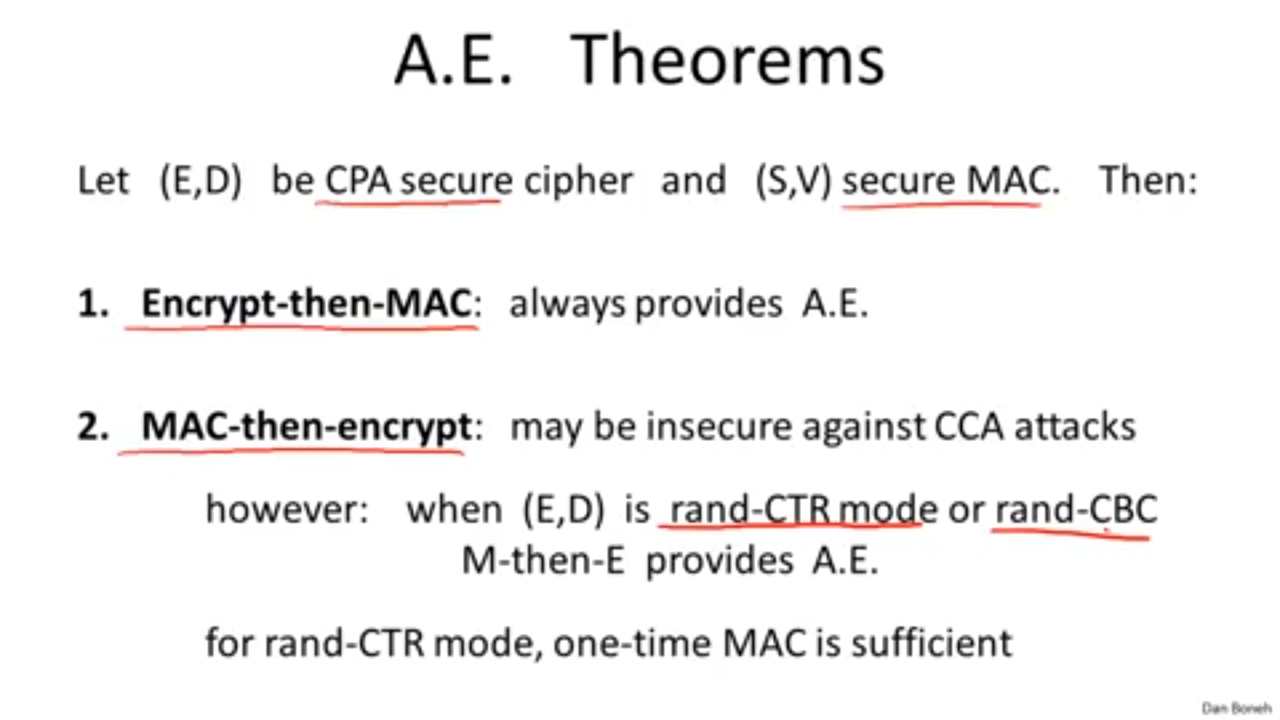 A.E. Theorems
Let (E,D) be CPA secure cipher and (S,V) secure MAC. Then:
1. Encrypt-then-MAC: always provides A.E.
2. MAC-then-encrypt: may be insecure against CCA attacks
however: when (E,D) is rand-CTR mode or rand-CBC
M-then-E provides A.E.
for rand-CTR mode, one-time MAC is sufficient
Dan Boneh